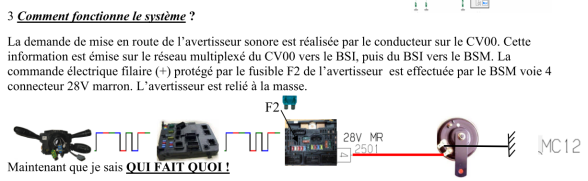 3 Comment fonctionne le système ?
La demande de mise en route de l'avertisseur sonore est réalisée par le conducteur sur le CV00. Cette
information est émise sur le réseau multiplexé du CV00 vers le BSI, puis du BSI vers le BSM. La
commande électrique filaire (+) protégé par le fusible F2 de l'avertisseur est effectuée par le BSM voie 4
connecteur 28V marron. L'avertisseur est relié à la masse.
F2
28V MR
4
2501
MC12
Maintenant que je sais QUI FAIT QUOI !